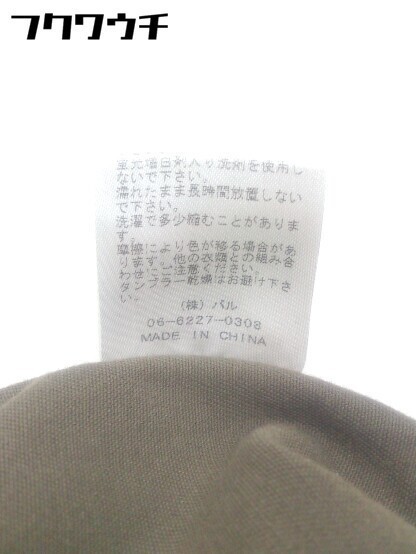 フクワウチ
蛍光増白剤入り洗剤を使用し
ないで下さい。
濡れたまま長時間放置しない
で下さい。
洗濯で多少縮むことがありま
す。
摩擦により色が移る場合があ
ります。他の衣類との組み合
わせにご注意ください。
タンブラー乾燥はお避け下さ
い。
(株) パル
06-6227-0308
MADE IN CHINA